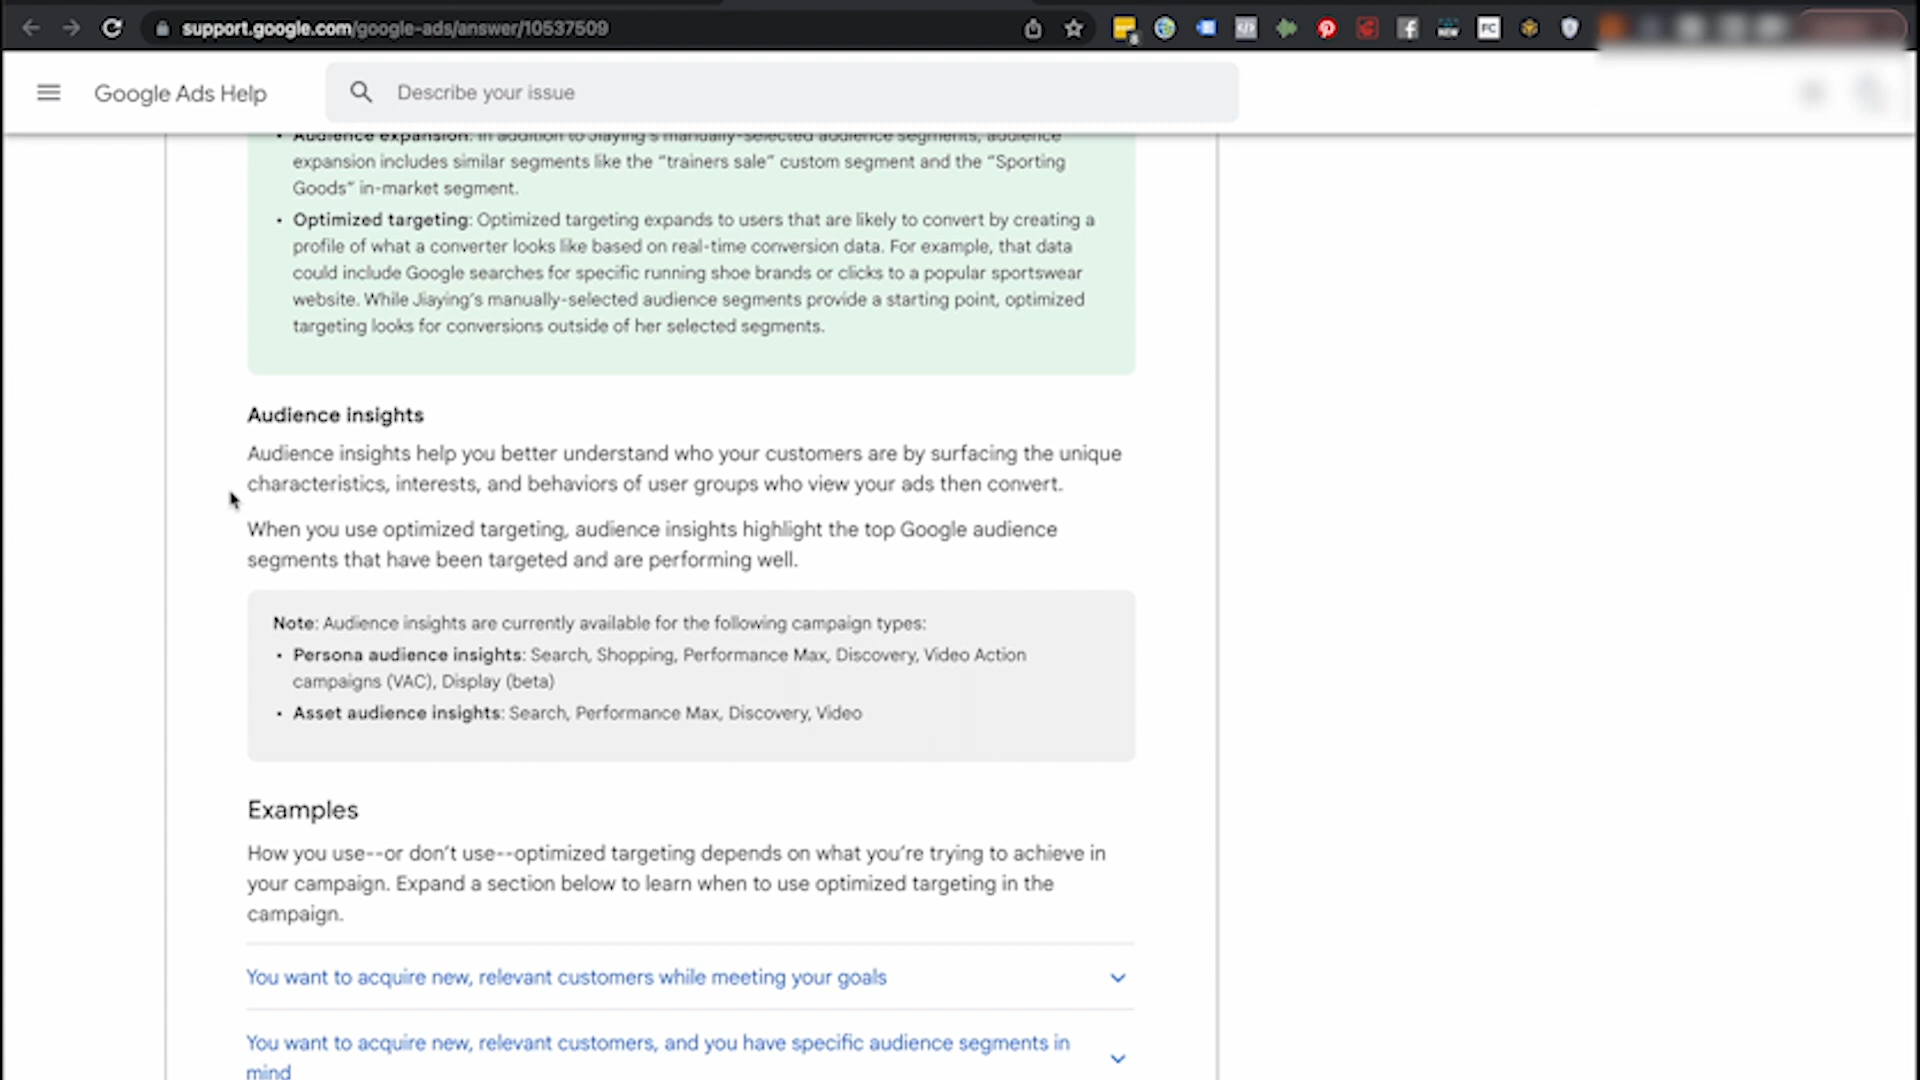 support.google.com/google-ads/answer/10537509
FC
Google Ads Help
Describe your issue
• Audience expansion: In addition to Jiaying's manually-selected audience segments, audience
expansion includes similar segments like the “trainers sale” custom segment and the “Sporting
Goods” in-market segment.
• Optimized targeting: Optimized targeting expands to users that are likely to convert by creating a
profile of what a converter looks like based on real-time conversion data. For example, that data
could include Google searches for specific running shoe brands or clicks to a popular sportswear
website. While Jiaying's manually-selected audience segments provide a starting point, optimized
targeting looks for conversions outside of her selected segments.
Audience insights
Audience insights help you better understand who your customers are by surfacing the unique
characteristics, interests, and behaviors of user groups who view your ads then convert.
When you use optimized targeting, audience insights highlight the top Google audience
segments that have been targeted and are performing well.
Note: Audience insights are currently available for the following campaign types:
• Persona audience insights: Search, Shopping, Performance Max, Discovery, Video Action
campaigns (VAC), Display (beta)
• Asset audience insights: Search, Performance Max, Discovery, Video
Examples
How you use--or don't use--optimized targeting depends on what you're trying to achieve in
your campaign. Expand a section below to learn when to use optimized targeting in the
campaign.
You want to acquire new, relevant customers while meeting your goals
You want to acquire new, relevant customers, and you have specific audience segments in
mind